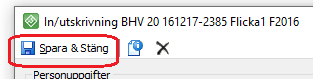 In/utskrivning BHV 20 161217-2385 Flicka1 F2016
Spara & Stäng
Personuppgifter